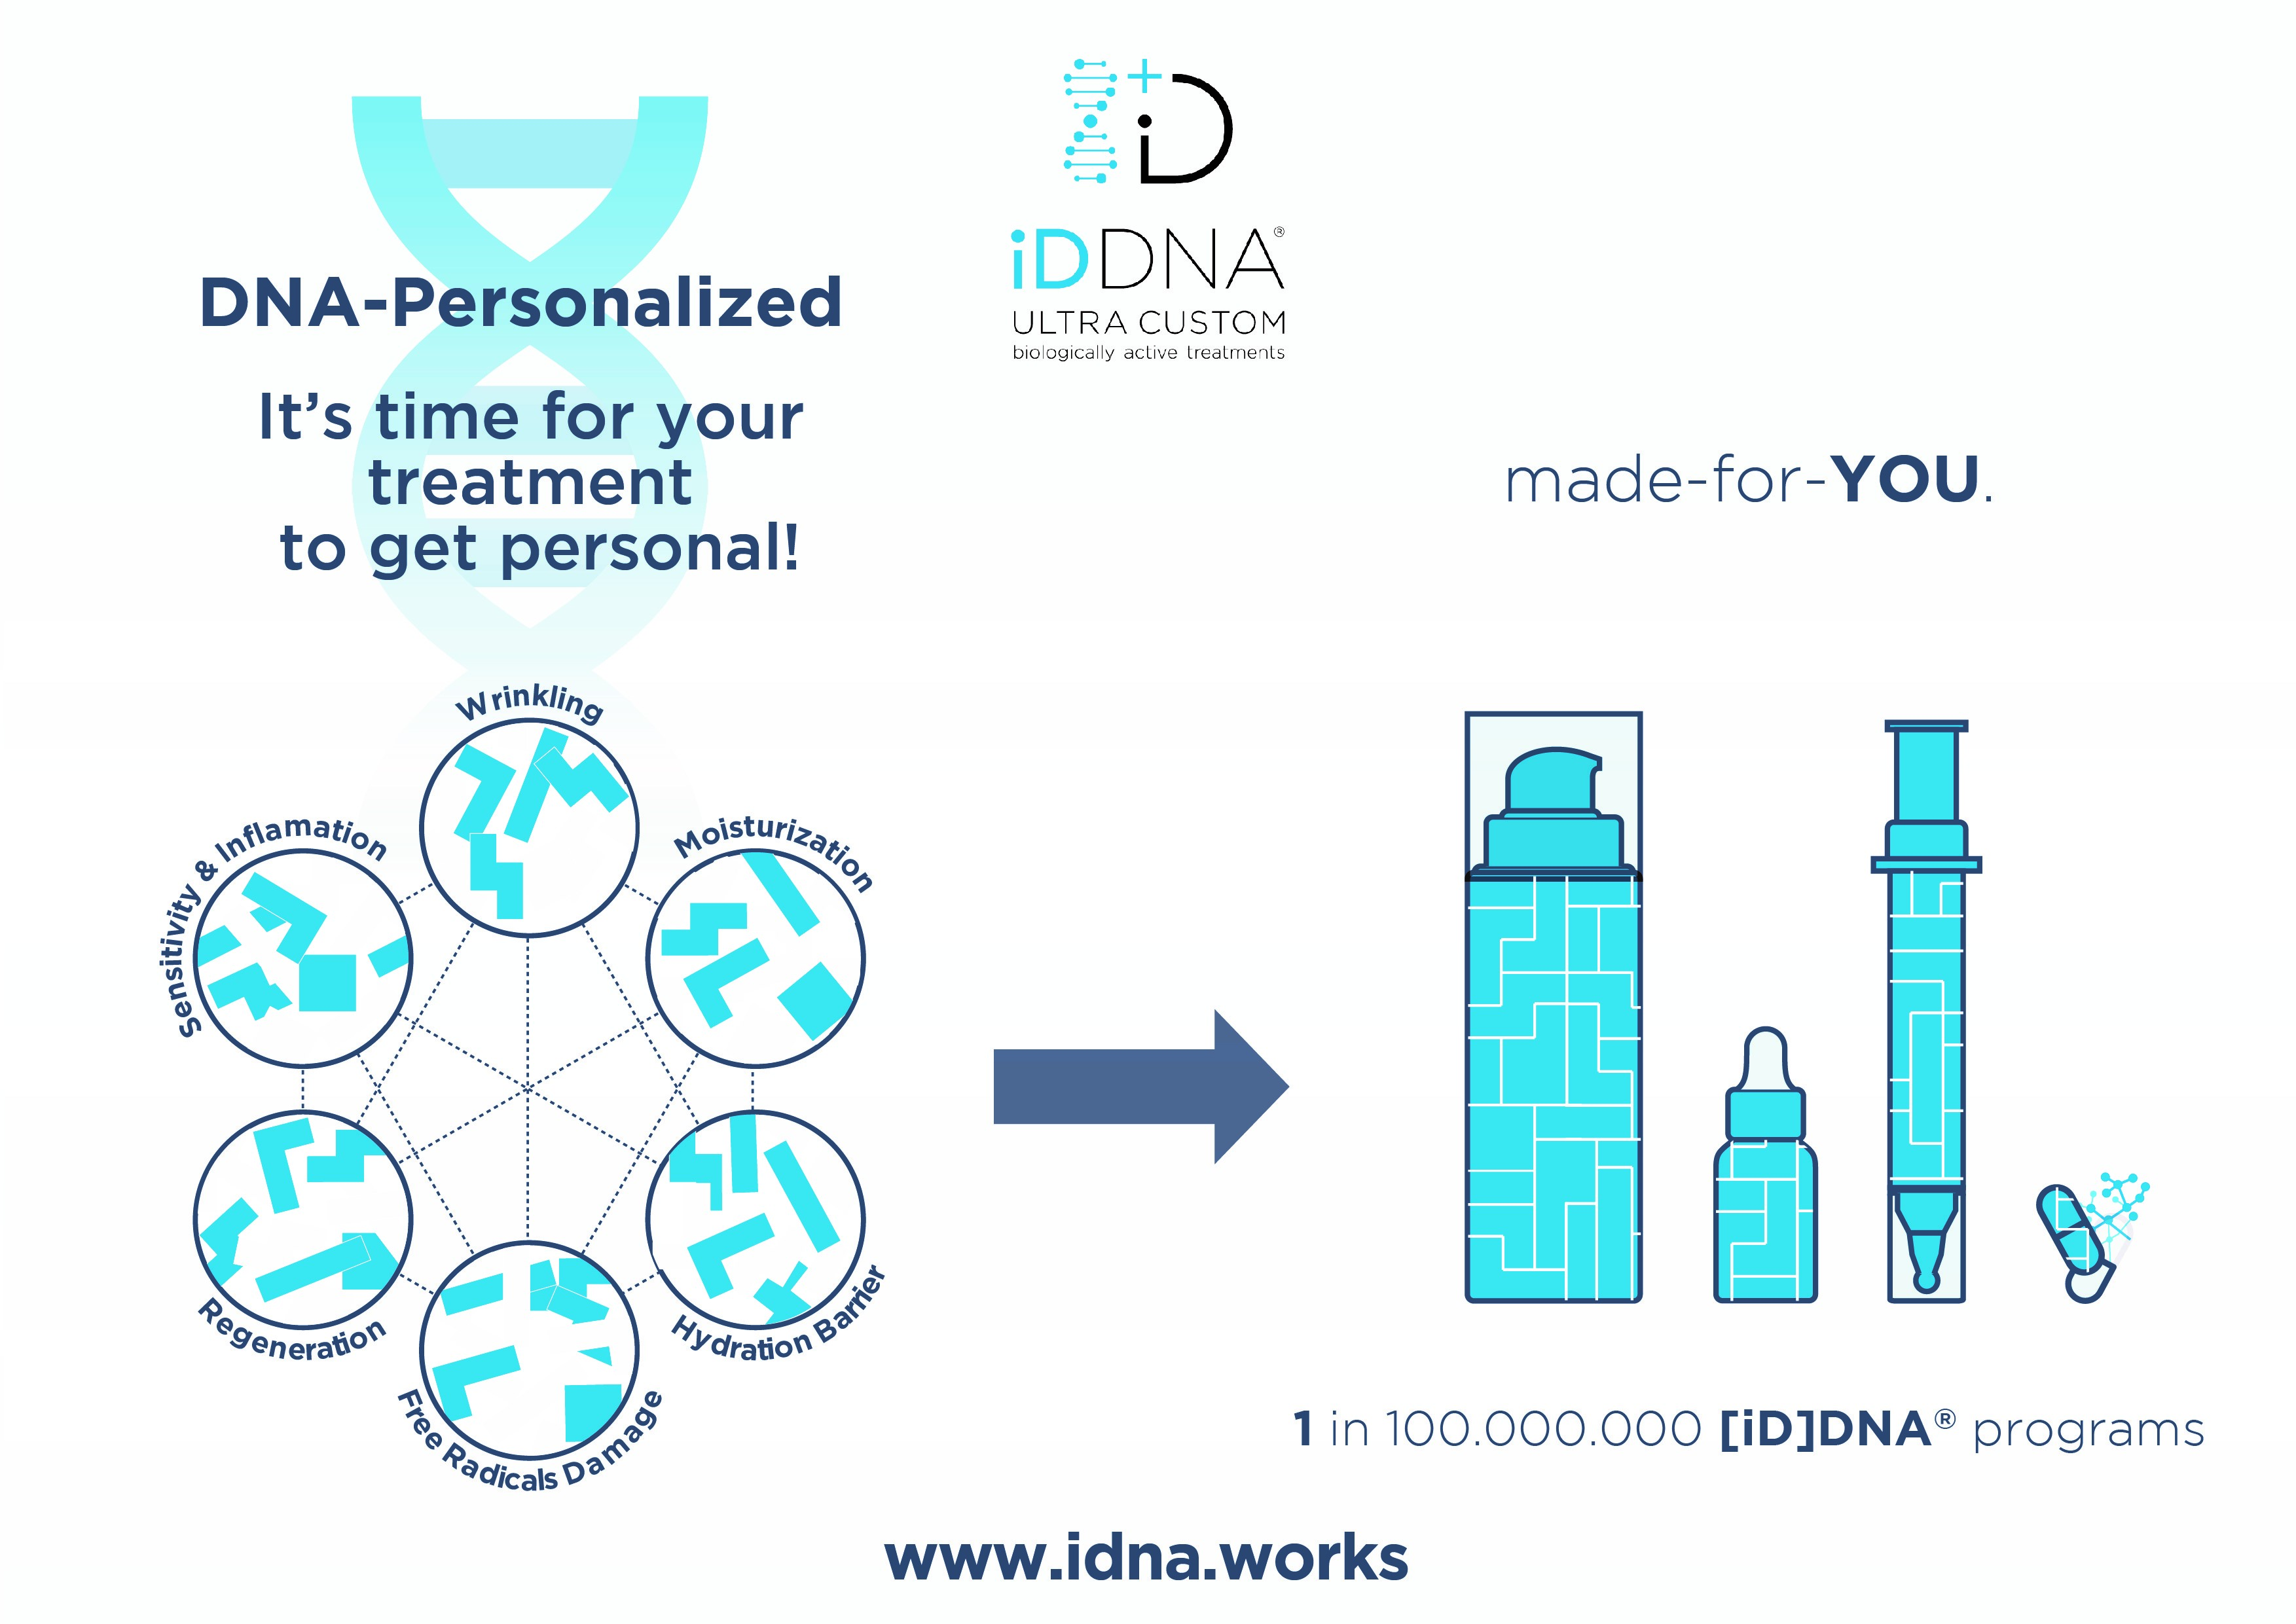 iD
iDDNA®
ULTRA CUSTOM
biologically active treatments
DNA-Personalized
It's time for your
treatment
to get personal!
made-for-YOU.
Wrinkling
Moisturization
Sensitivity & Inflamation
Regeneration
Hydration Barrier
Free Radicals Damage
1 in 100.000.000 [iD]DNA® programs
www.idna.works